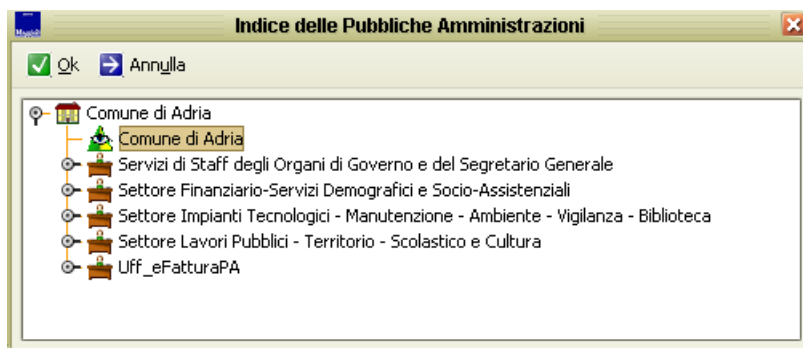 Maggioli
Indice delle Pubbliche Amministrazioni
Ok Annulla
Comune di Adria
Comune di Adria
Servizi di Staff degli Organi di Governo e del Segretario Generale
Settore Finanziario-Servizi Demografici e Socio-Assistenziali
Settore Impianti Tecnologici - Manutenzione - Ambiente - Vigilanza - Biblioteca
Settore Lavori Pubblici - Territorio - Scolastico e Cultura
Uff_eFatturaPA